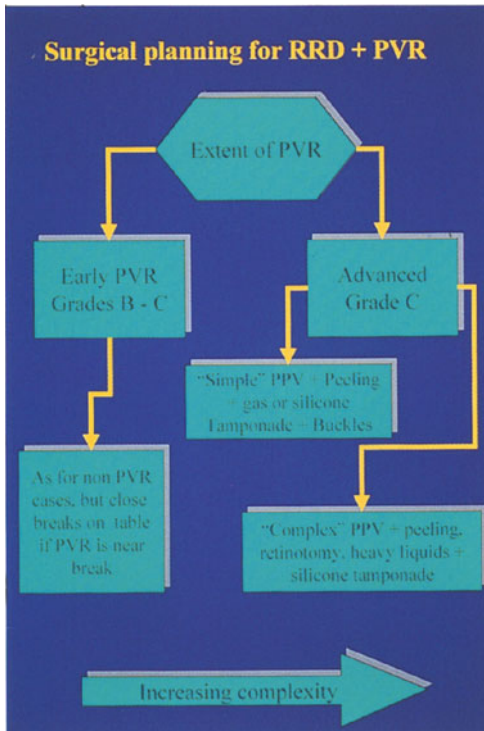 Surgical planning for RRD + PVR
Extent of PVR
Early PVR
Grades B - C
Advanced
Grade C
"Simple" PPV + Peeling
+ gas or silicone
Tamponade + Buckles
As for non PVR
cases, but close
breaks on table
if PVR is near
break
"Complex" PPV + peeling,
retinotomy, heavy liquids +
silicone tamponade
Increasing complexity